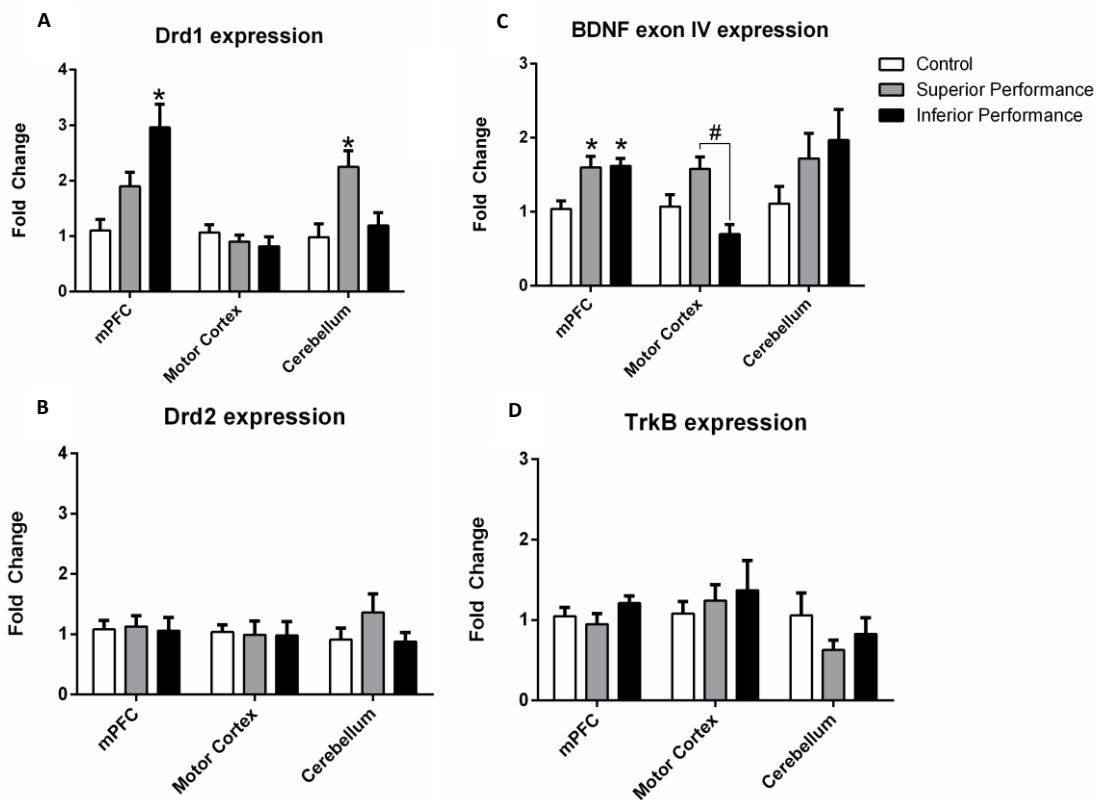 A
Drd1 expression
Fold Change
4
3
2
1
0
*
*
mPFC
Motor Cortex
Cerebellum
C
BDNF exon IV expression
Fold Change
3
2
1
0
* *
#
mPFC
Motor Cortex
Cerebellum
Control
Superior Performance
Inferior Performance
B
Drd2 expression
Fold Change
4
3
2
1
0
mPFC
Motor Cortex
Cerebellum
D
TrkB expression
Fold Change
3
2
1
0
mPFC
Motor Cortex
Cerebellum